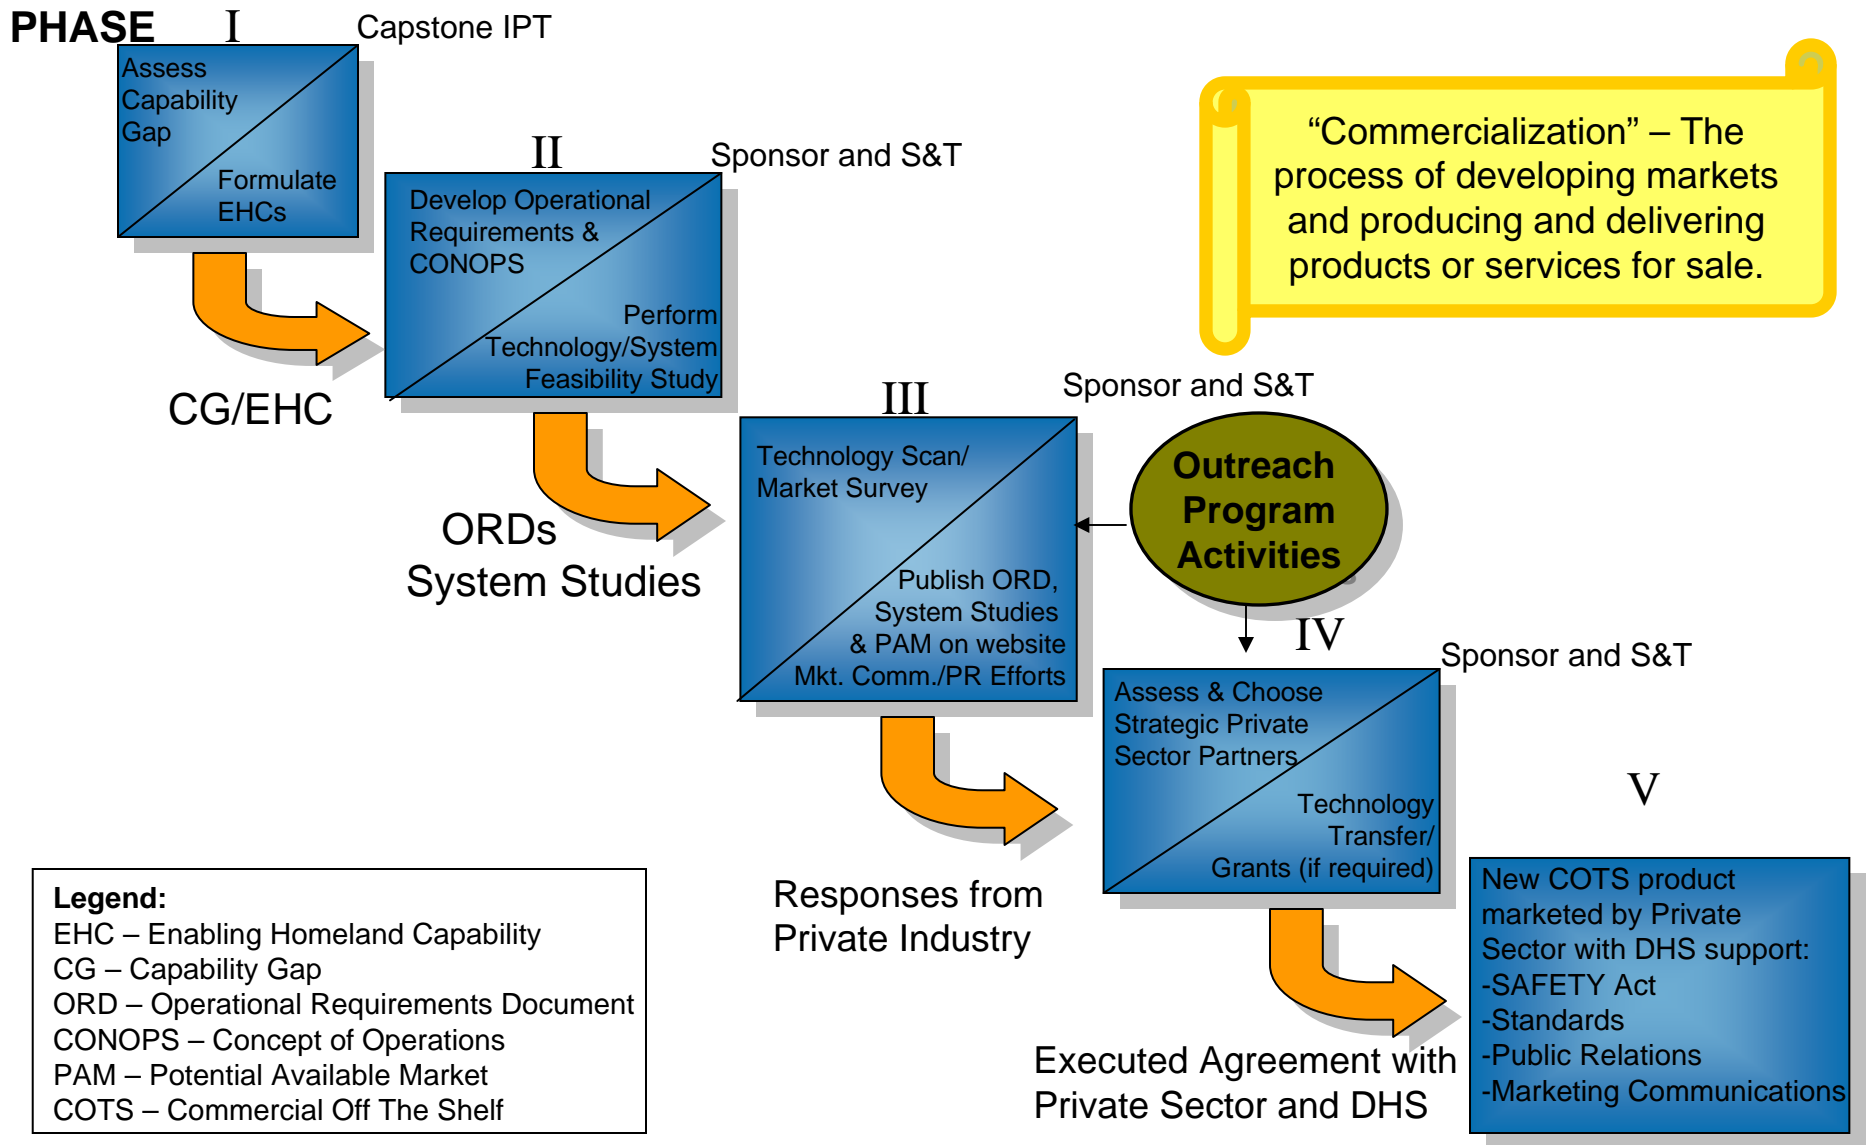 PHASE
I
Capstone IPT
Assess
Capability
Gap
Formulate
EHCs
CG/EHC
II
Sponsor and S&T
Develop Operational
Requirements &
CONOPS
Perform
Technology/System
Feasibility Study
ORDs
System Studies
“Commercialization” – The
process of developing markets
and producing and delivering
products or services for sale.
III
Sponsor and S&T
Technology Scan/
Market Survey
Publish ORD,
System Studies
& PAM on website
Mkt. Comm./PR Efforts
Outreach
Program
Activities
Responses from
Private Industry
IV
Sponsor and S&T
Assess & Choose
Strategic Private
Sector Partners
Technology
Transfer/
Grants (if required)
Executed Agreement with
Private Sector and DHS
V
New COTS product
marketed by Private
Sector with DHS support:
-SAFETY Act
-Standards
-Public Relations
-Marketing Communications
Legend:
EHC – Enabling Homeland Capability
CG – Capability Gap
ORD – Operational Requirements Document
CONOPS – Concept of Operations
PAM – Potential Available Market
COTS – Commercial Off The Shelf